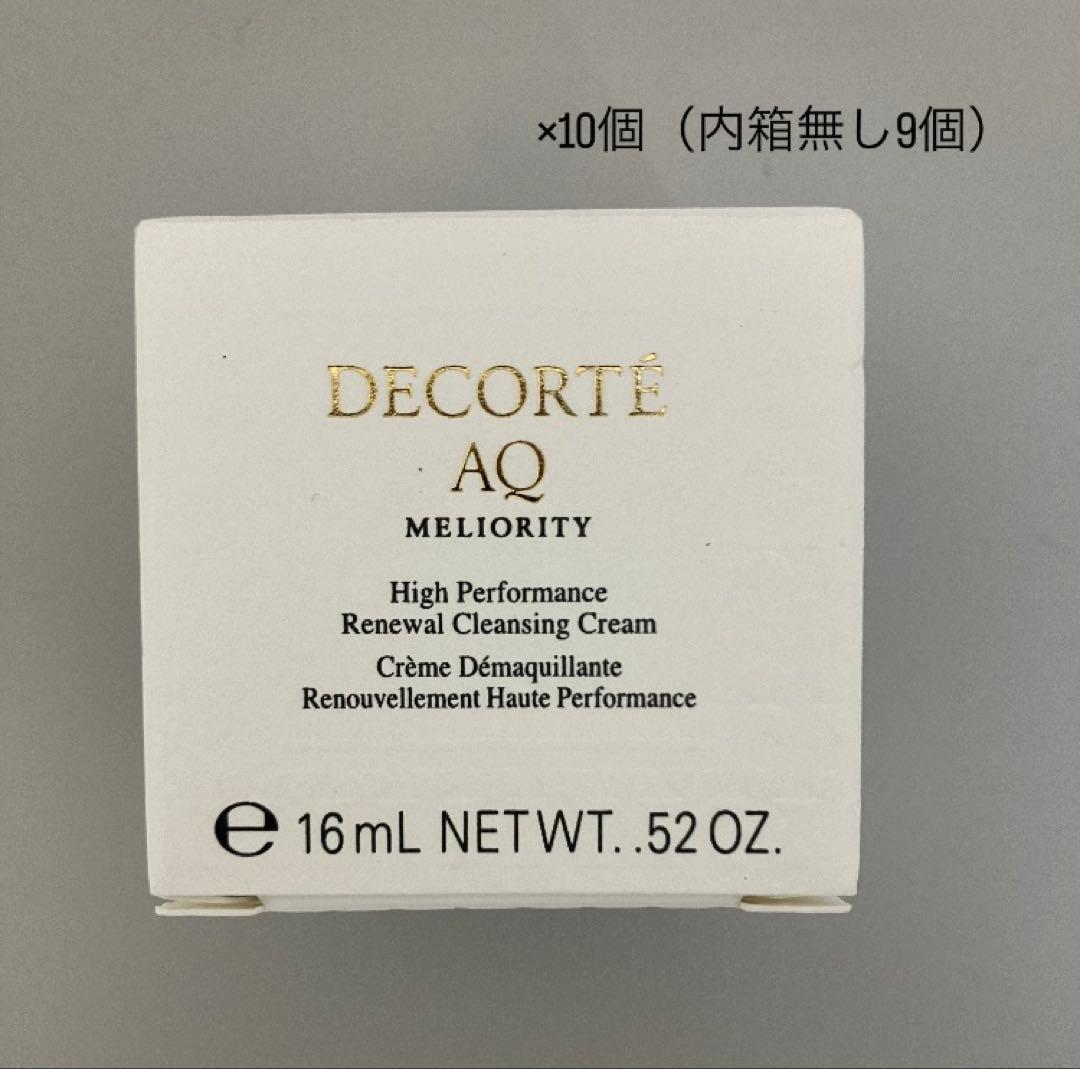 ×10個（内箱無し9個）
DECORTÉ
AQ
MELIORITY
High Performance
Renewal Cleansing Cream
Crème Démaquillante
Renouvellement Haute Performance
℮ 16mL NET WT. .52 OZ.